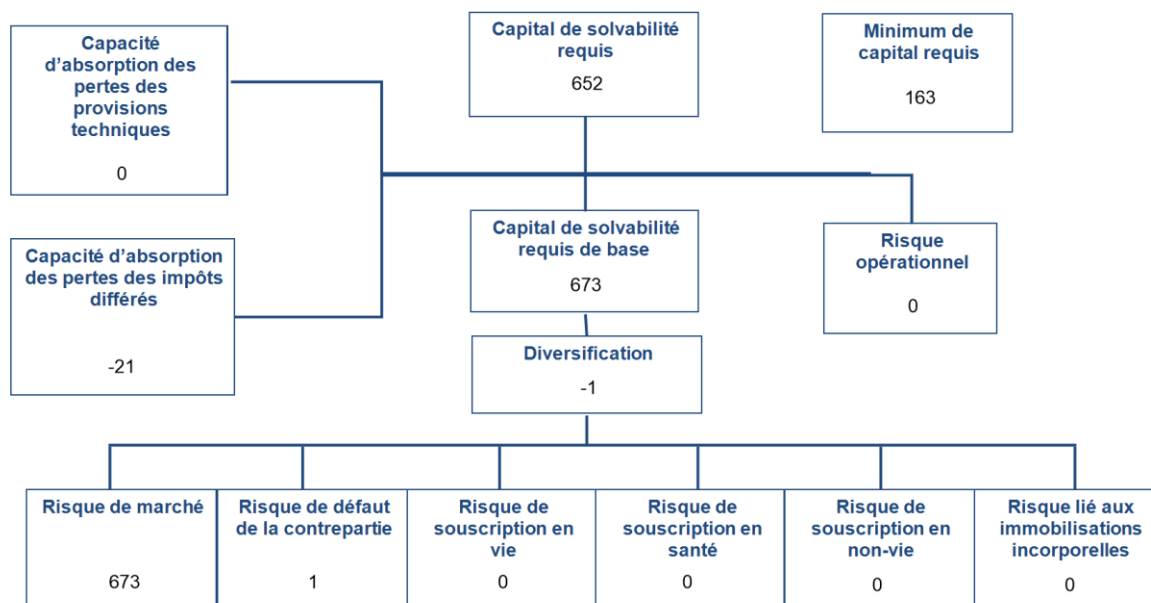 Capacité
d’absorption des
pertes des
provisions
techniques
0
Capital de solvabilité
requis
652
Minimum de
capital requis
163
Capacité d’absorption
des pertes des impôts
différés
-21
Capital de solvabilité
requis de base
673
Risque
opérationnel
0
Diversification
-1
Risque de marché
673
Risque de défaut
de la contrepartie
1
Risque de
souscription en
vie
0
Risque de
souscription en
santé
0
Risque de
souscription en
non-vie
0
Risque lié aux
immobilisations
incorporelles
0